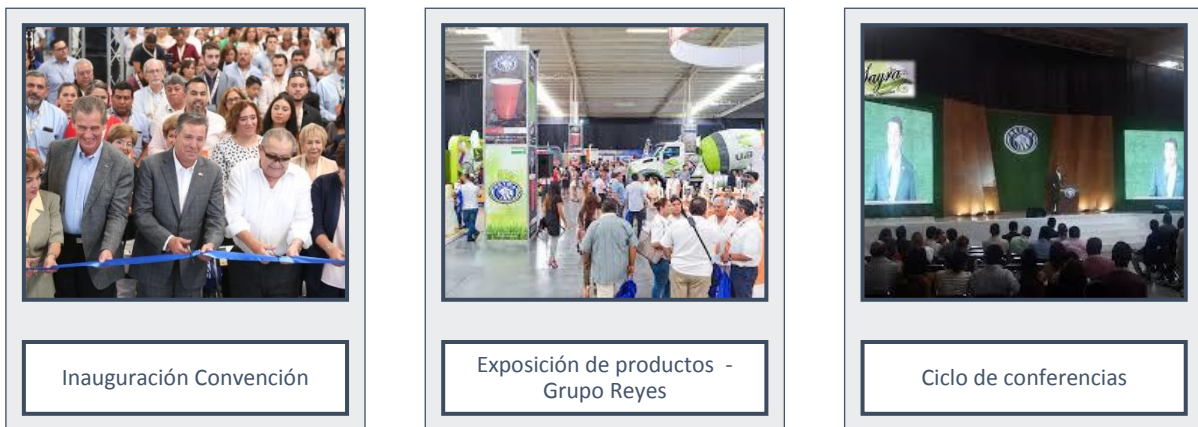 Inauguración Convención
Exposición de productos -
Grupo Reyes
Ciclo de conferencias